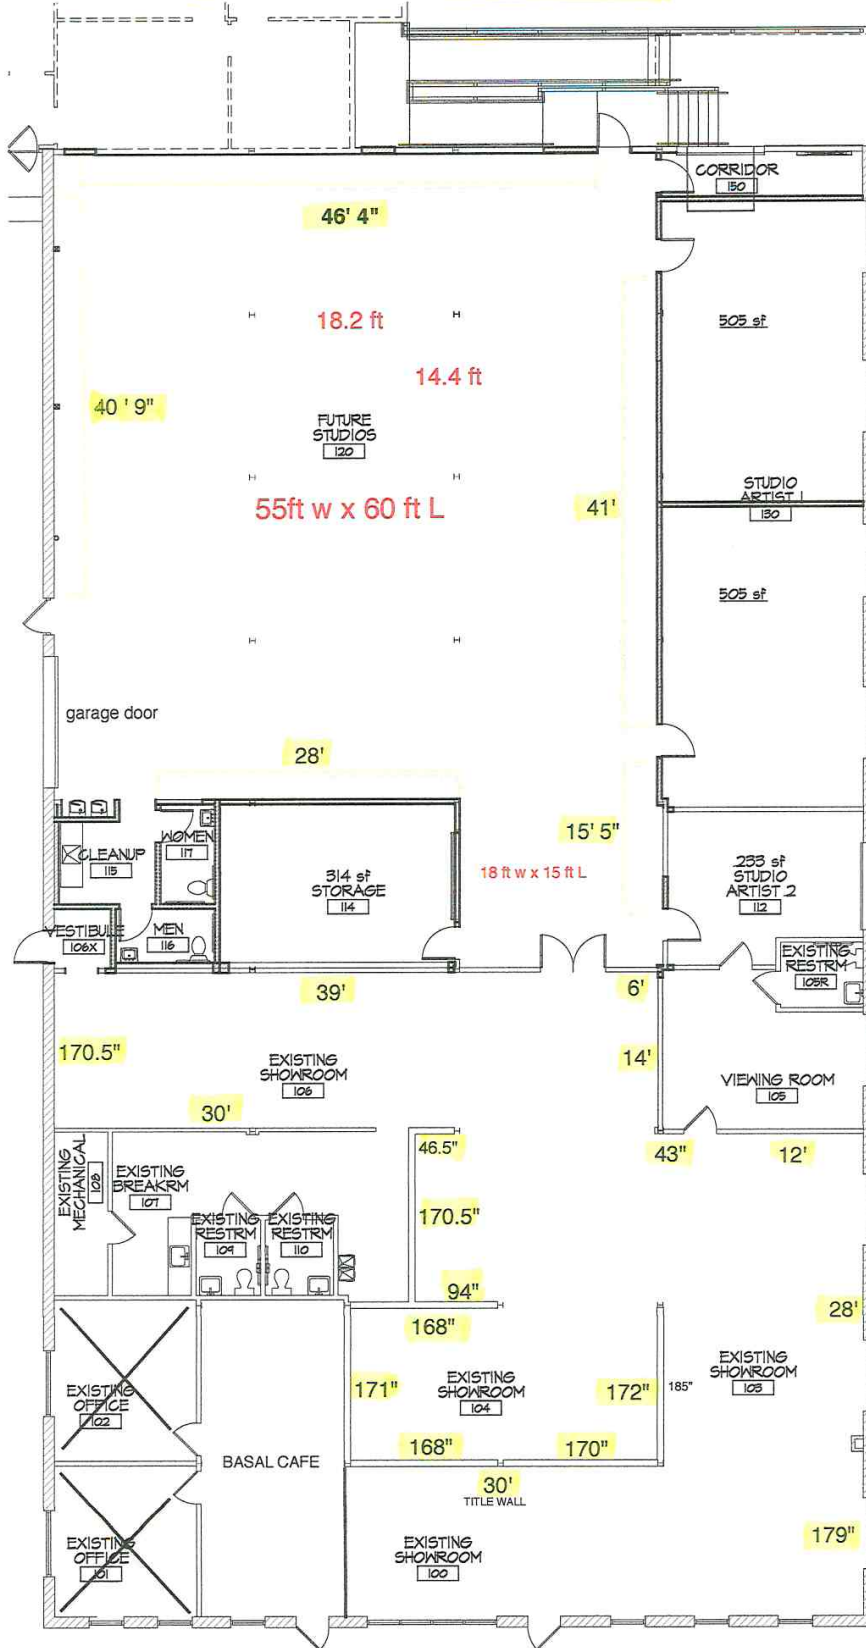 CORRIDOR
150
46' 4"
18.2 ft
505 sf
14.4 ft
40 ' 9"
FUTURE
STUDIOS
120
STUDIO
ARTIST 1
130
55ft w x 60 ft L
41'
505 sf
garage door
28'
15' 5"
WOMEN
117
CLEANUP
115
314 sf
STORAGE
114
18 ft w x 15 ft L
233 sf
STUDIO
ARTIST 2
112
VESTIBULE
106X
MEN
116
EXISTING
RESTRM
105R
39'
6'
170.5"
EXISTING
SHOWROOM
106
14'
VIEWING ROOM
105
30'
46.5"
43"
12'
EXISTING
MECHANICAL
108
EXISTING
BREAKRM
107
EXISTING
RESTRM
109
EXISTING
RESTRM
110
170.5"
94"
168"
28'
EXISTING
OFFICE
102
171"
EXISTING
SHOWROOM
104
172"
185"
EXISTING
SHOWROOM
103
BASAL CAFE
168"
170"
30'
TITLE WALL
EXISTING
OFFICE
101
EXISTING
SHOWROOM
100
179"